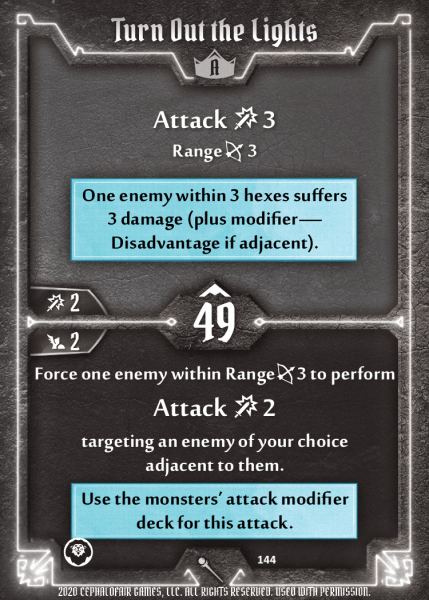 Turn Out the Lights
A
Attack 3
Range 3
One enemy within 3 hexes suffers
3 damage (plus modifier—
Disadvantage if adjacent).
2
49
2
Force one enemy within Range 3 to perform
Attack 2
targeting an enemy of your choice
adjacent to them.
Use the monsters' attack modifier
deck for this attack.
144
2020 CEPHALOFAIR GAMES, LLC. ALL RIGHTS RESERVED. USED WITH PERMISSION.